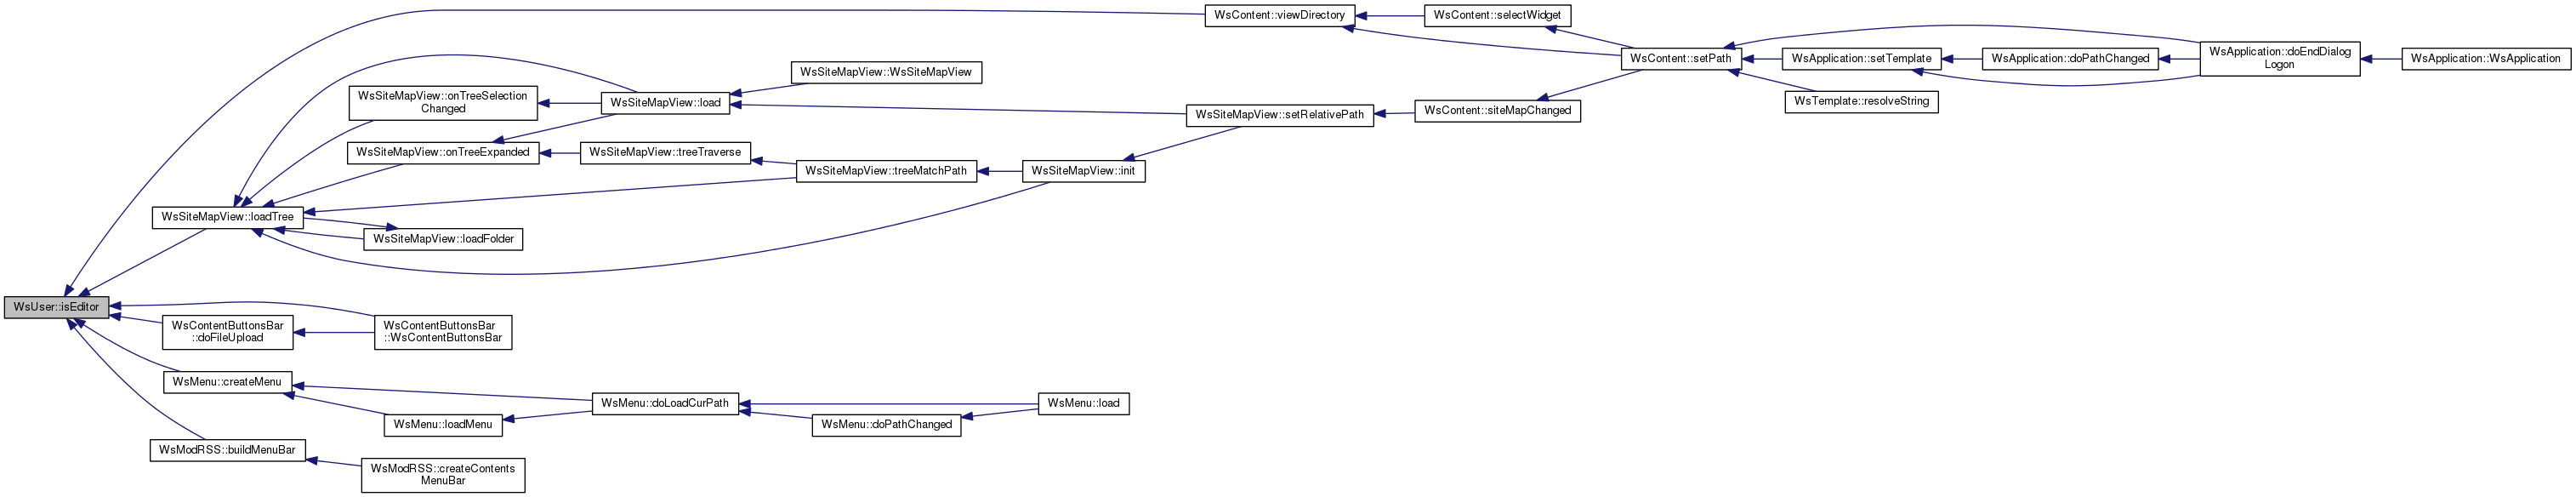 WsContent::viewDirectory
WsContent::selectWidget
WsContent::setPath
WsApplication::setTemplate
WsApplication::doPathChanged
WsApplication::doEndDialog
Logon
WsApplication::WsApplication
WsSiteMapView::WsSiteMapView
WsSiteMapView::onTreeSelection
Changed
WsSiteMapView::load
WsTemplate::resolveString
WsSiteMapView::setRelativePath
WsContent::siteMapChanged
WsSiteMapView::onTreeExpanded
WsSiteMapView::treeTraverse
WsSiteMapView::treeMatchPath
WsSiteMapView::init
WsSiteMapView::loadTree
WsSiteMapView::loadFolder
WsUser::isEditor
WsContentButtonsBar
::doFileUpload
WsContentButtonsBar
::WsContentButtonsBar
WsMenu::createMenu
WsMenu::doLoadCurPath
WsMenu::load
WsMenu::loadMenu
WsMenu::doPathChanged
WsModRSS::buildMenuBar
WsModRSS::createContents
MenuBar